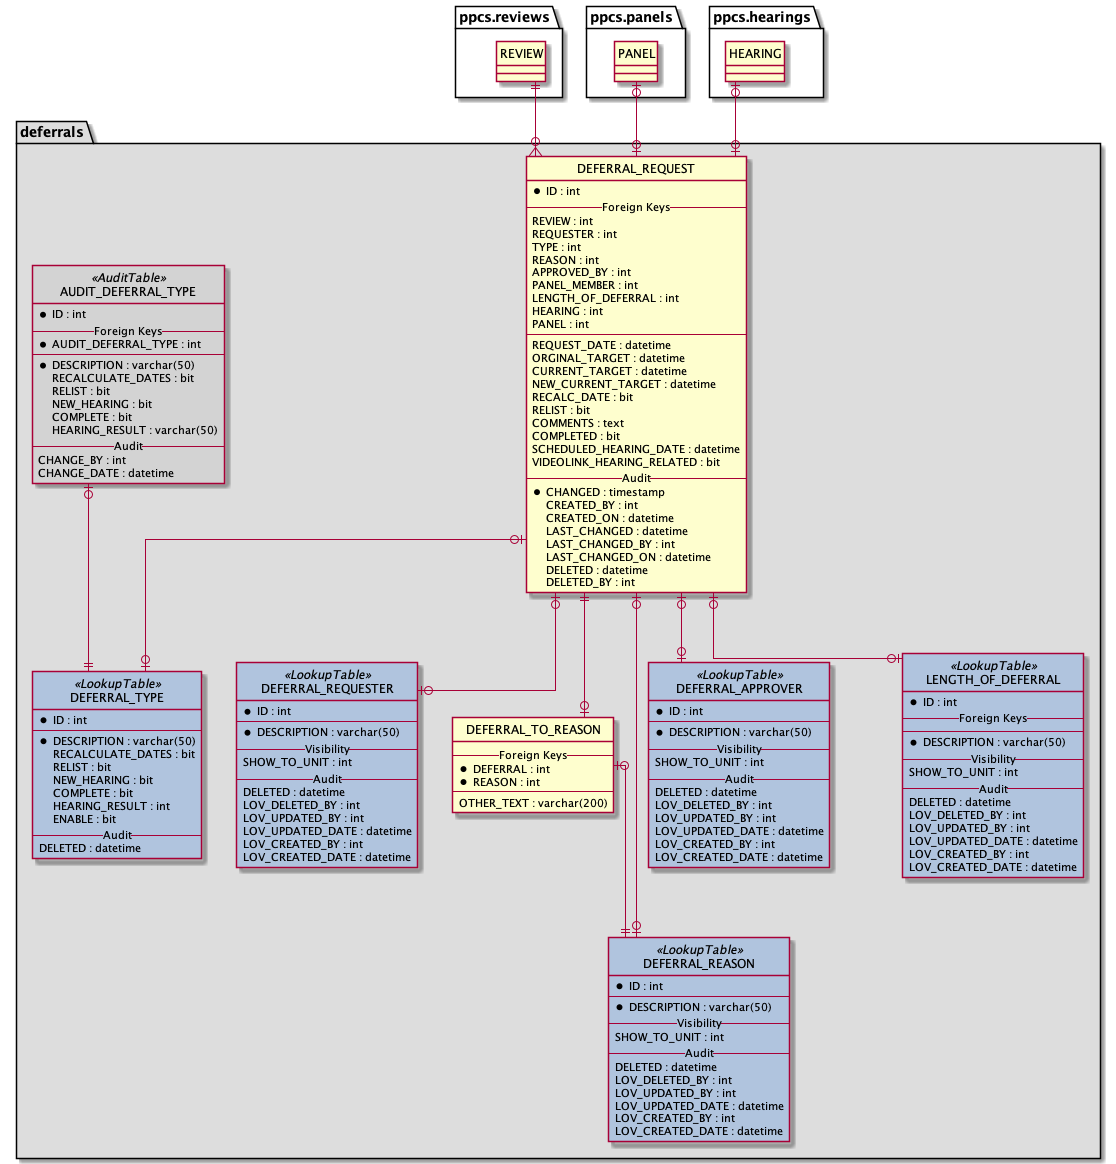 ppcs.reviews
ppcs.panels
ppcs.hearings
REVIEW
PANEL
HEARING
deferrals
DEFERRAL_REQUEST
ID : int
Foreign Keys
REVIEW : int
REQUESTER : int
TYPE : int
REASON : int
APPROVED_BY : int
PANEL_MEMBER : int
LENGTH_OF_DEFERRAL : int
HEARING : int
PANEL : int
REQUEST_DATE : datetime
ORGINAL_TARGET : datetime
CURRENT_TARGET : datetime
NEW_CURRENT_TARGET : datetime
RECALC_DATE : bit
RELIST : bit
COMMENTS : text
COMPLETED : bit
SCHEDULED_HEARING_DATE : datetime
VIDEOLINK_HEARING_RELATED : bit
Audit
CHANGED : timestamp
CREATED_BY : int
CREATED_ON : datetime
LAST_CHANGED : datetime
LAST_CHANGED_BY : int
LAST_CHANGED_ON : datetime
DELETED : datetime
DELETED_BY : int
«AuditTable»
AUDIT_DEFERRAL_TYPE
ID : int
Foreign Keys
AUDIT_DEFERRAL_TYPE : int
DESCRIPTION : varchar(50)
RECALCULATE_DATES : bit
RELIST : bit
NEW_HEARING : bit
COMPLETE : bit
HEARING_RESULT : varchar(50)
Audit
CHANGE_BY : int
CHANGE_DATE : datetime
«LookupTable»
DEFERRAL_TYPE
ID : int
DESCRIPTION : varchar(50)
RECALCULATE_DATES : bit
RELIST : bit
NEW_HEARING : bit
COMPLETE : bit
HEARING_RESULT : int
ENABLE : bit
Audit
DELETED : datetime
«LookupTable»
DEFERRAL_REQUESTER
ID : int
DESCRIPTION : varchar(50)
Visibility
SHOW_TO_UNIT : int
Audit
DELETED : datetime
LOV_DELETED_BY : int
LOV_UPDATED_BY : int
LOV_UPDATED_DATE : datetime
LOV_CREATED_BY : int
LOV_CREATED_DATE : datetime
DEFERRAL_TO_REASON
Foreign Keys
DEFERRAL : int
REASON : int
OTHER_TEXT : varchar(200)
«LookupTable»
DEFERRAL_APPROVER
ID : int
DESCRIPTION : varchar(50)
Visibility
SHOW_TO_UNIT : int
Audit
DELETED : datetime
LOV_DELETED_BY : int
LOV_UPDATED_BY : int
LOV_UPDATED_DATE : datetime
LOV_CREATED_BY : int
LOV_CREATED_DATE : datetime
«LookupTable»
LENGTH_OF_DEFERRAL
ID : int
Foreign Keys
DESCRIPTION : varchar(50)
Visibility
SHOW_TO_UNIT : int
Audit
DELETED : datetime
LOV_DELETED_BY : int
LOV_UPDATED_BY : int
LOV_UPDATED_DATE : datetime
LOV_CREATED_BY : int
LOV_CREATED_DATE : datetime
«LookupTable»
DEFERRAL_REASON
ID : int
DESCRIPTION : varchar(50)
Visibility
SHOW_TO_UNIT : int
Audit
DELETED : datetime
LOV_DELETED_BY : int
LOV_UPDATED_BY : int
LOV_UPDATED_DATE : datetime
LOV_CREATED_BY : int
LOV_CREATED_DATE : datetime